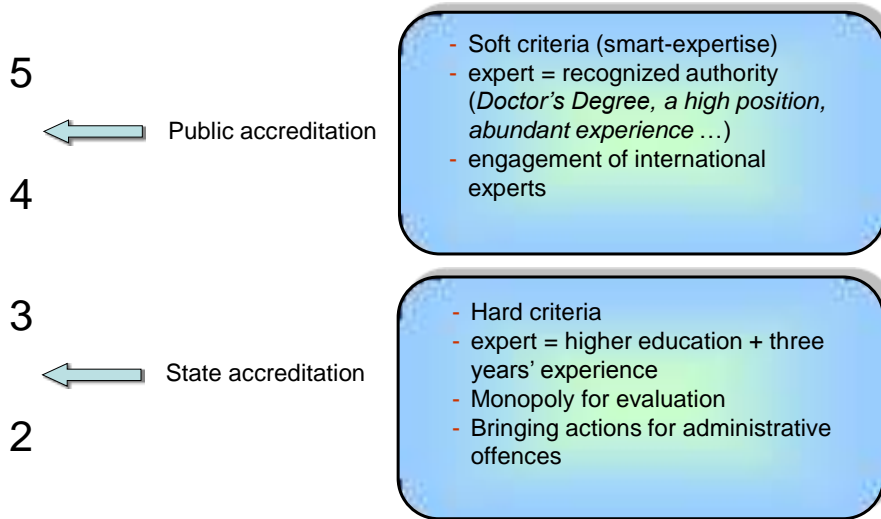 5
Public accreditation
4
- Soft criteria (smart-expertise)
- expert = recognized authority
(Doctor’s Degree, a high position,
abundant experience …)
- engagement of international
experts
3
State accreditation
2
- Hard criteria
- expert = higher education + three
years’ experience
- Monopoly for evaluation
- Bringing actions for administrative
offences